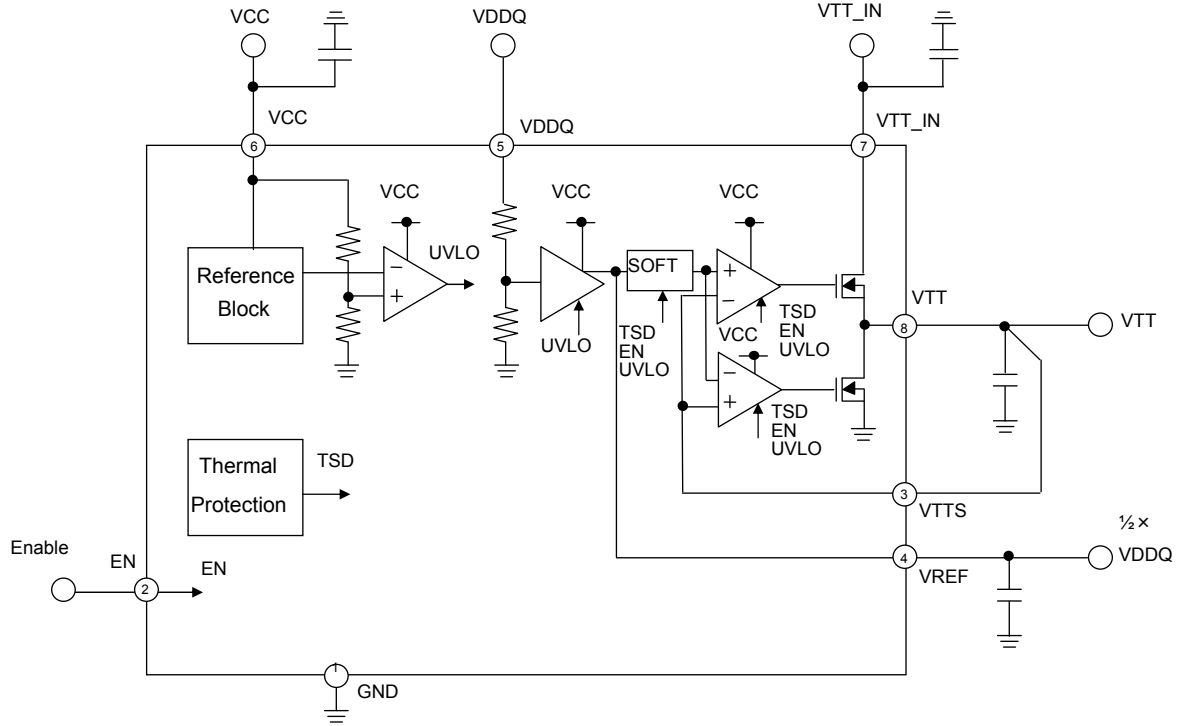 VCC
VDDQ
VTT_IN
VCC
VDDQ
VTT_IN
6
5
7
VCC
VCC
VCC
UVLO
Reference
Block
−
+
SOFT
+
−
UVLO
TSD
EN
UVLO
TSD
EN
UVLO
VCC
VTT
8
VTT
−
+
TSD
EN
UVLO
Thermal
Protection
TSD
3
VTTS
½ ×
VDDQ
4
VREF
Enable
EN
2
EN
1
GND